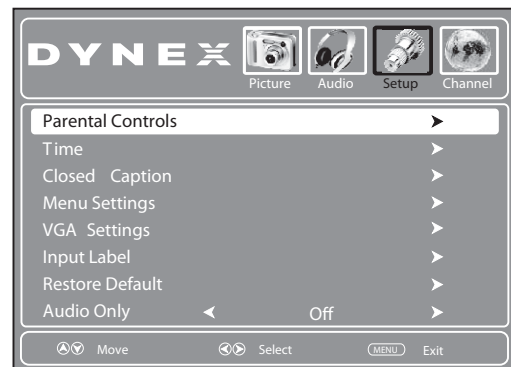 DYNEX
Picture Audio Setup Channel
Parental Controls
Time
Closed Caption
Menu Settings
VGA Settings
Input Label
Restore Default
Audio Only Off
Move Select MENU Exit